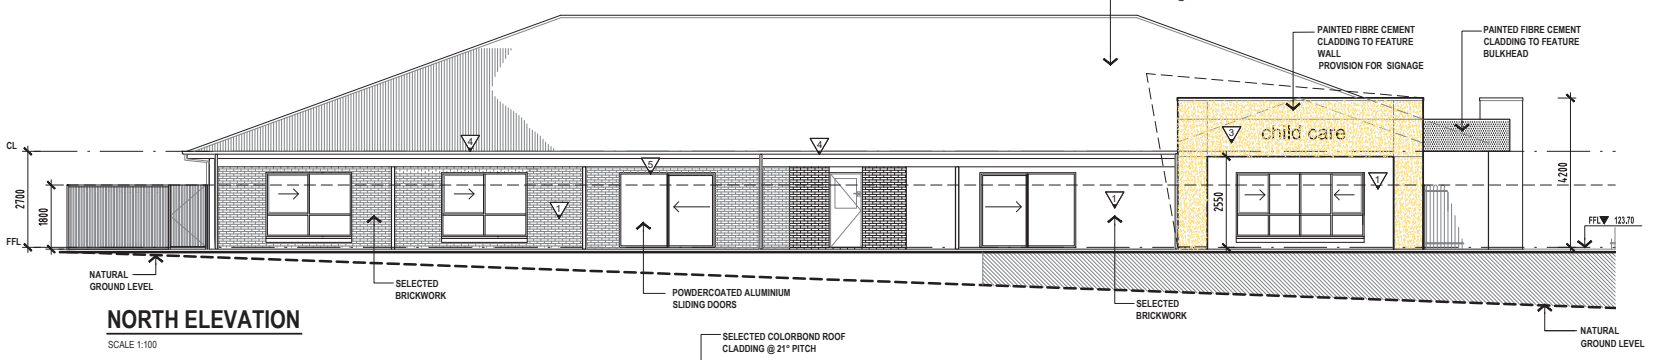 PAINTED FIBRE CEMENT
CLADDING TO FEATURE
WALL
PROVISION FOR SIGNAGE
PAINTED FIBRE CEMENT
CLADDING TO FEATURE
BULKHEAD
child care
3
4
4
5
1
1
1
CL
2700
1800
FFL
2550
4200
FFL 123.70
NATURAL
GROUND LEVEL
SELECTED
BRICKWORK
POWDERCOATED ALUMINIUM
SLIDING DOORS
SELECTED
BRICKWORK
NATURAL
GROUND LEVEL
NORTH ELEVATION
SCALE 1:100
SELECTED COLORBOND ROOF
CLADDING @ 21° PITCH